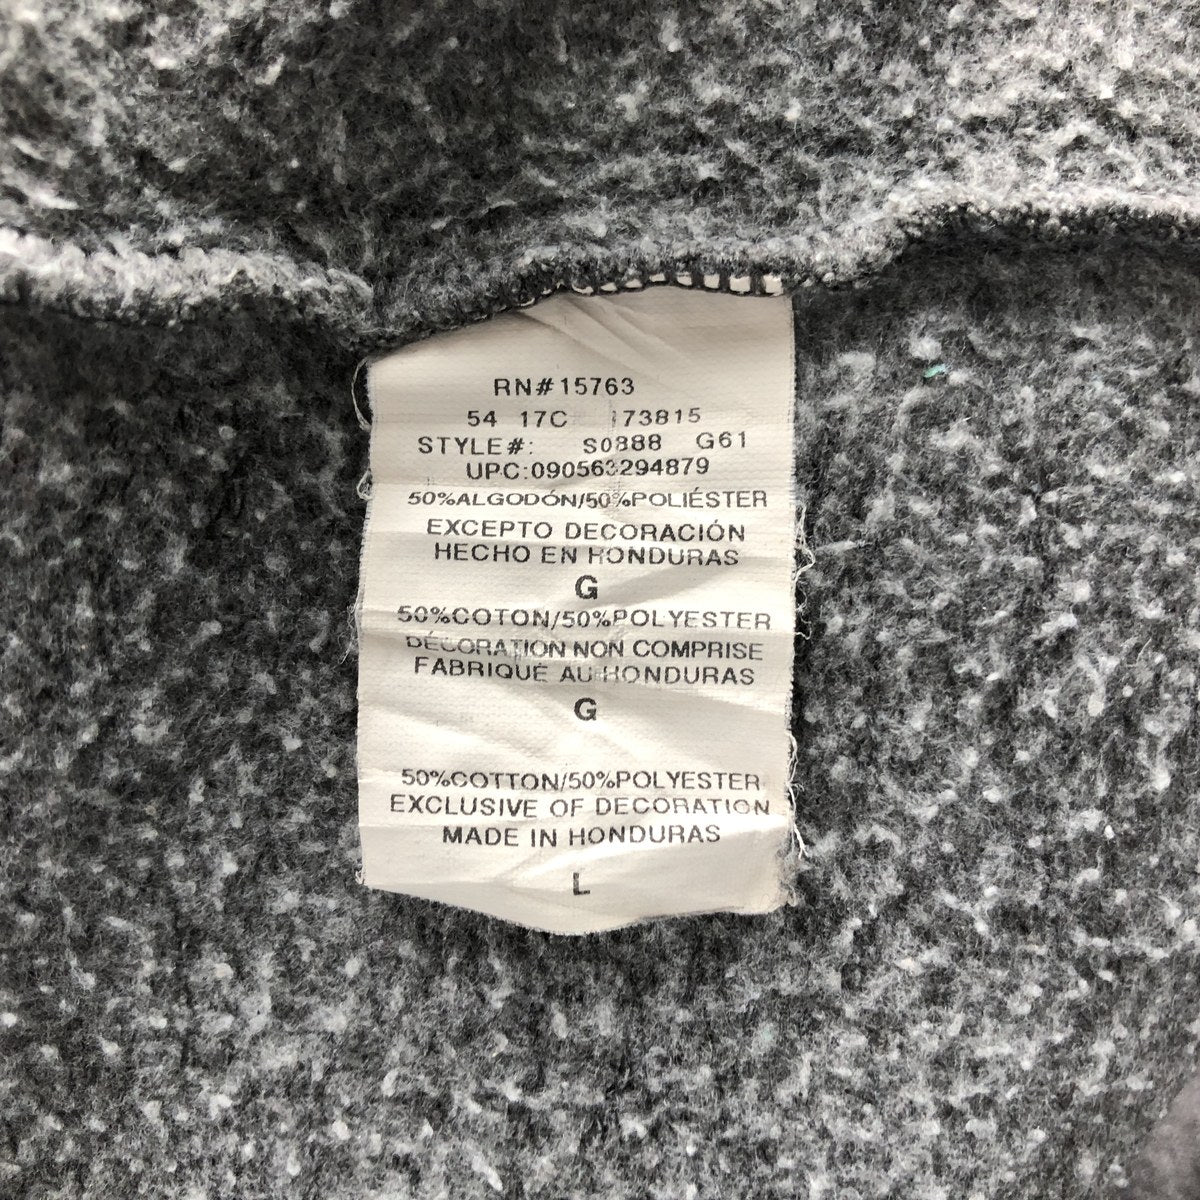 RN#15763
54 17C 173815
STYLE#: S0888 G61
UPC:090563294879
50%ALGODÓN/50%POLIÉSTER
EXCEPTO DECORACIÓN
HECHO EN HONDURAS
G
50%COTON/50%POLYESTER
DÉCORATION NON COMPRISE
FABRIQUÉ AU HONDURAS
G
50%COTTON/50%POLYESTER
EXCLUSIVE OF DECORATION
MADE IN HONDURAS
L